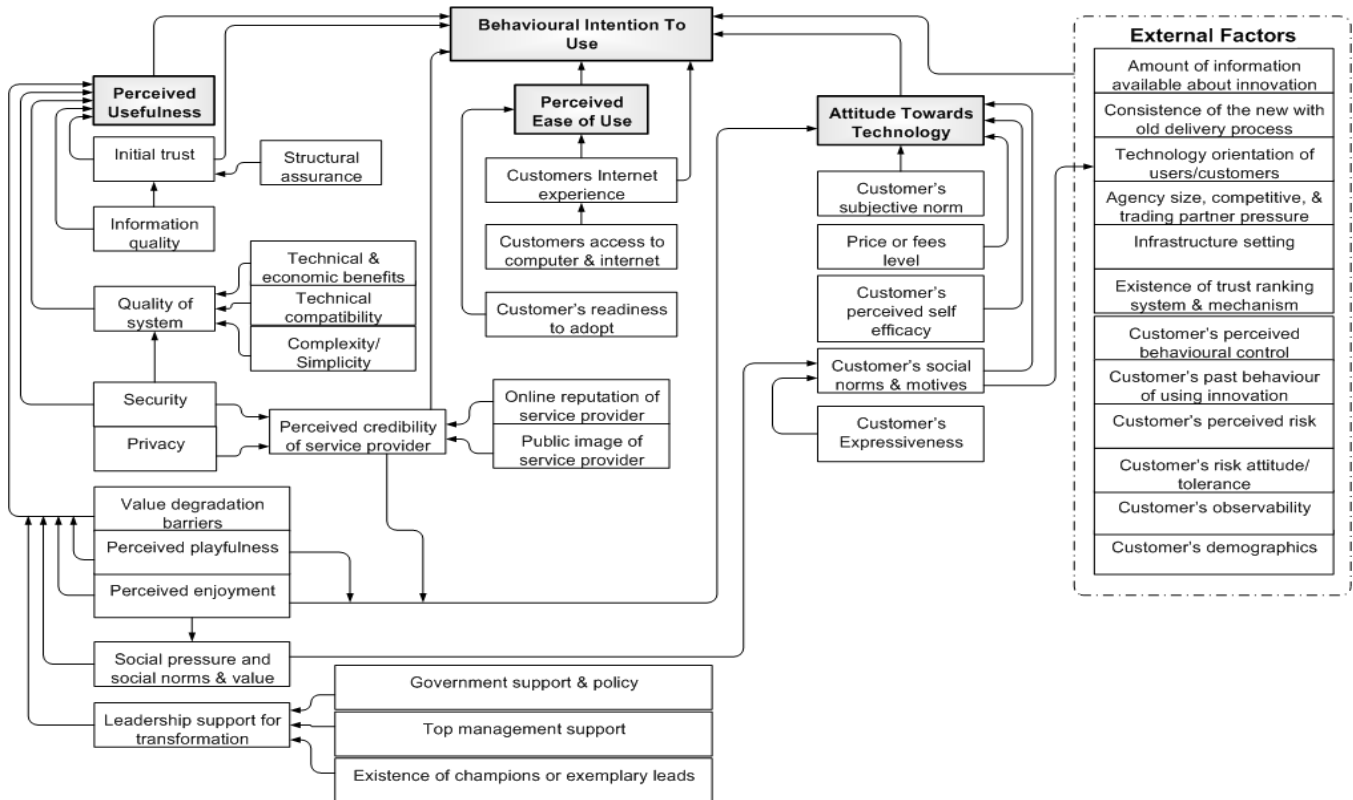 Behavioural Intention To
Use
External Factors
Amount of information
available about innovation
Consistence of the new with
old delivery process
Technology orientation of
users/customers
Agency size, competitive, &
trading partner pressure
Infrastructure setting
Existence of trust ranking
system & mechanism
Customer's perceived
behavioural control
Customer's past behaviour
of using innovation
Customer's perceived risk
Customer's risk attitude/
tolerance
Customer's observability
Customer's demographics
Perceived
Usefulness
Initial trust
Structural
assurance
Information
quality
Quality of
system
Technical &
economic benefits
Technical
compatibility
Complexity/
Simplicity
Security
Privacy
Perceived credibility
of service provider
Online reputation of
service provider
Public image of
service provider
Perceived
Ease of Use
Customers Internet
experience
Customers access to
computer & internet
Customer's readiness
to adopt
Attitude Towards
Technology
Customer's
subjective norm
Price or fees
level
Customer's
perceived self
efficacy
Customer's social
norms & motives
Customer's
Expressiveness
Value degradation
barriers
Perceived playfulness
Perceived enjoyment
Social pressure and
social norms & value
Leadership support for
transformation
Government support & policy
Top management support
Existence of champions or exemplary leads